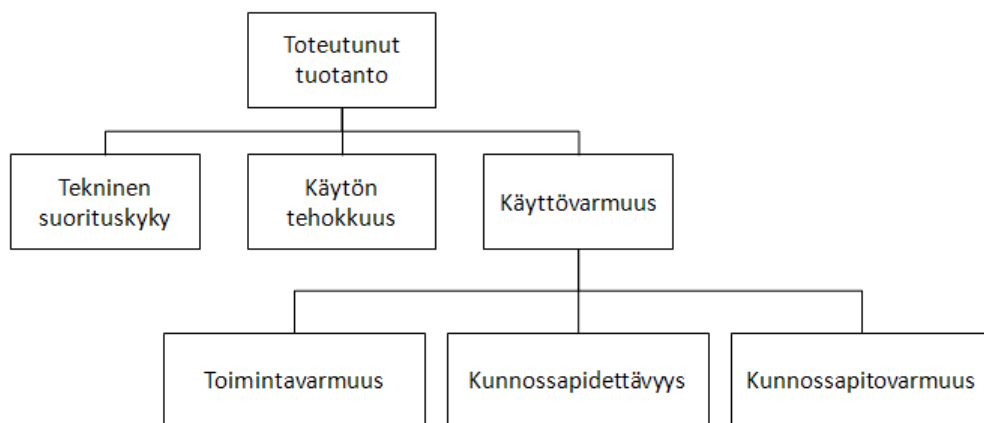 Toteutunut
tuotanto
Tekninen
suorituskyky
Käytön
tehokkuus
Käyttövarmuus
Toimintavarmuus
Kunnossapidettävyys
Kunnossapitovarmuus